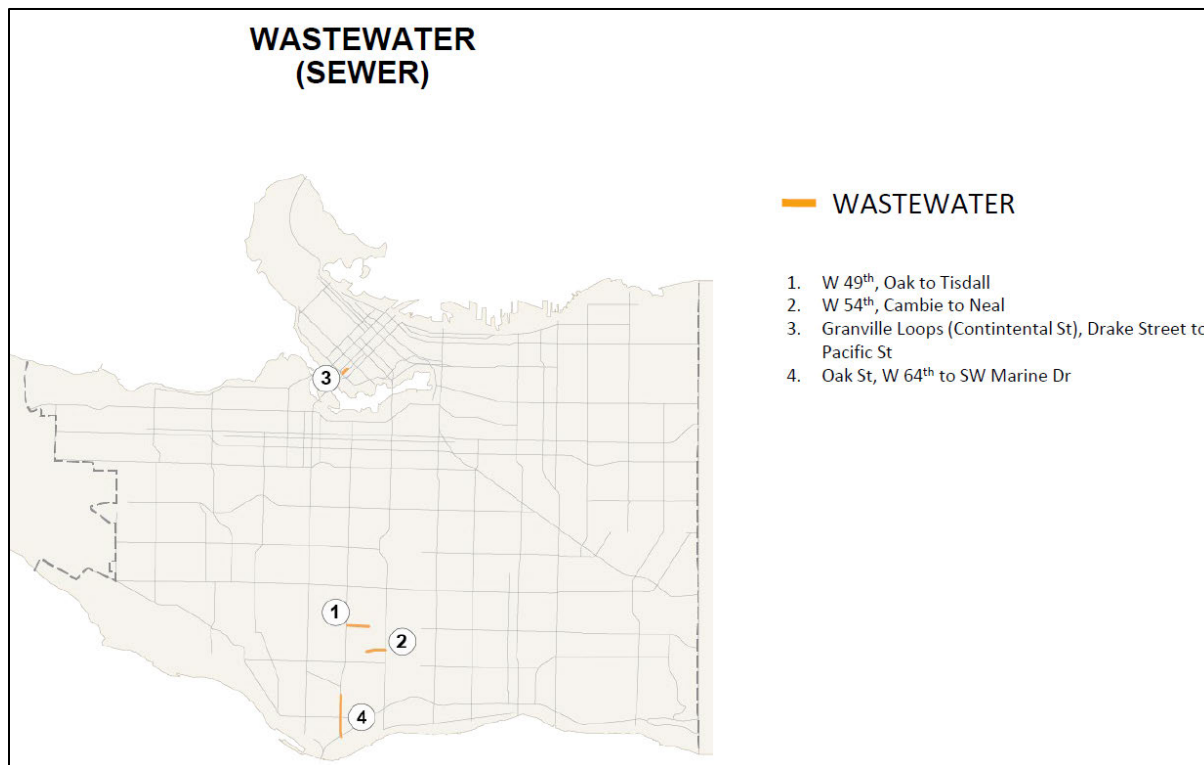 WASTEWATER
(SEWER)
WASTEWATER
1. W 49th, Oak to Tisdall
2. W 54th, Cambie to Neal
3. Granville Loops (Contintental St), Drake Street to
Pacific St
4. Oak St, W 64th to SW Marine Dr
3
1
2
4